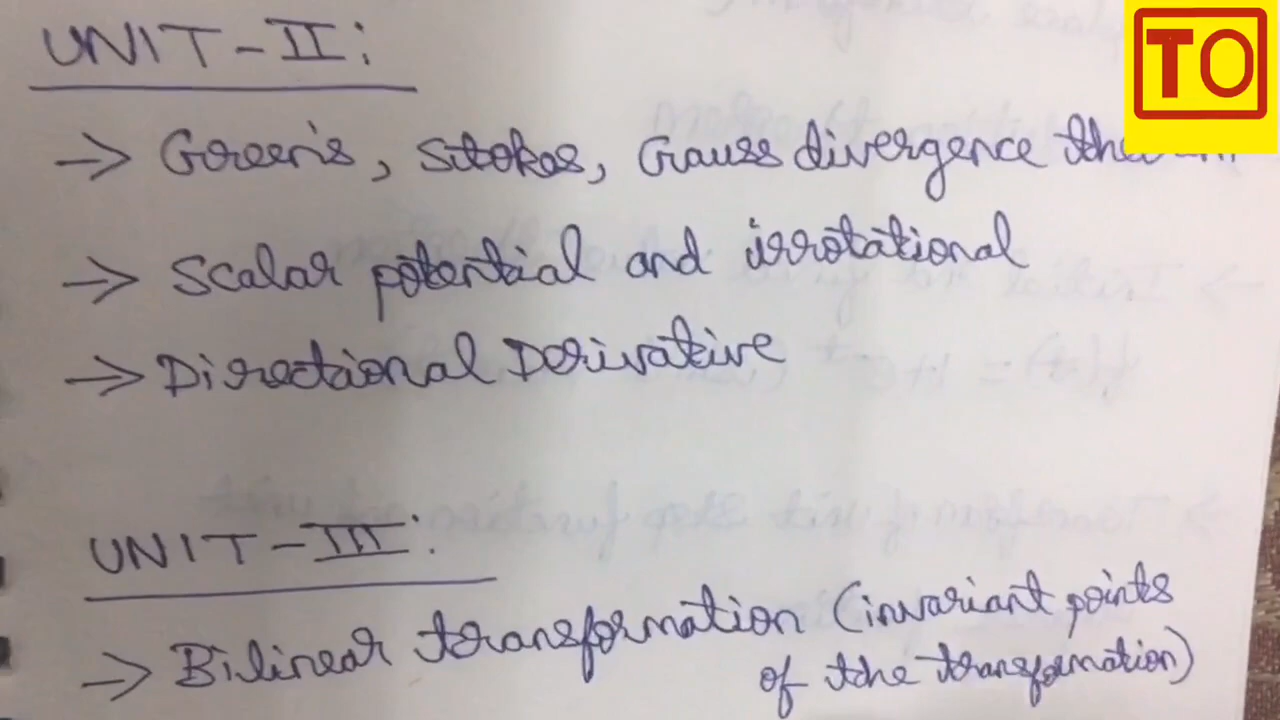 TO
UNIT-II:
→ Green's, Stokes, Gauss divergence
→ Scalar potential and irrotational
→ Directional Derivative
UNIT-III:
→ Bilinear transformation (invariant points
of the transformation)